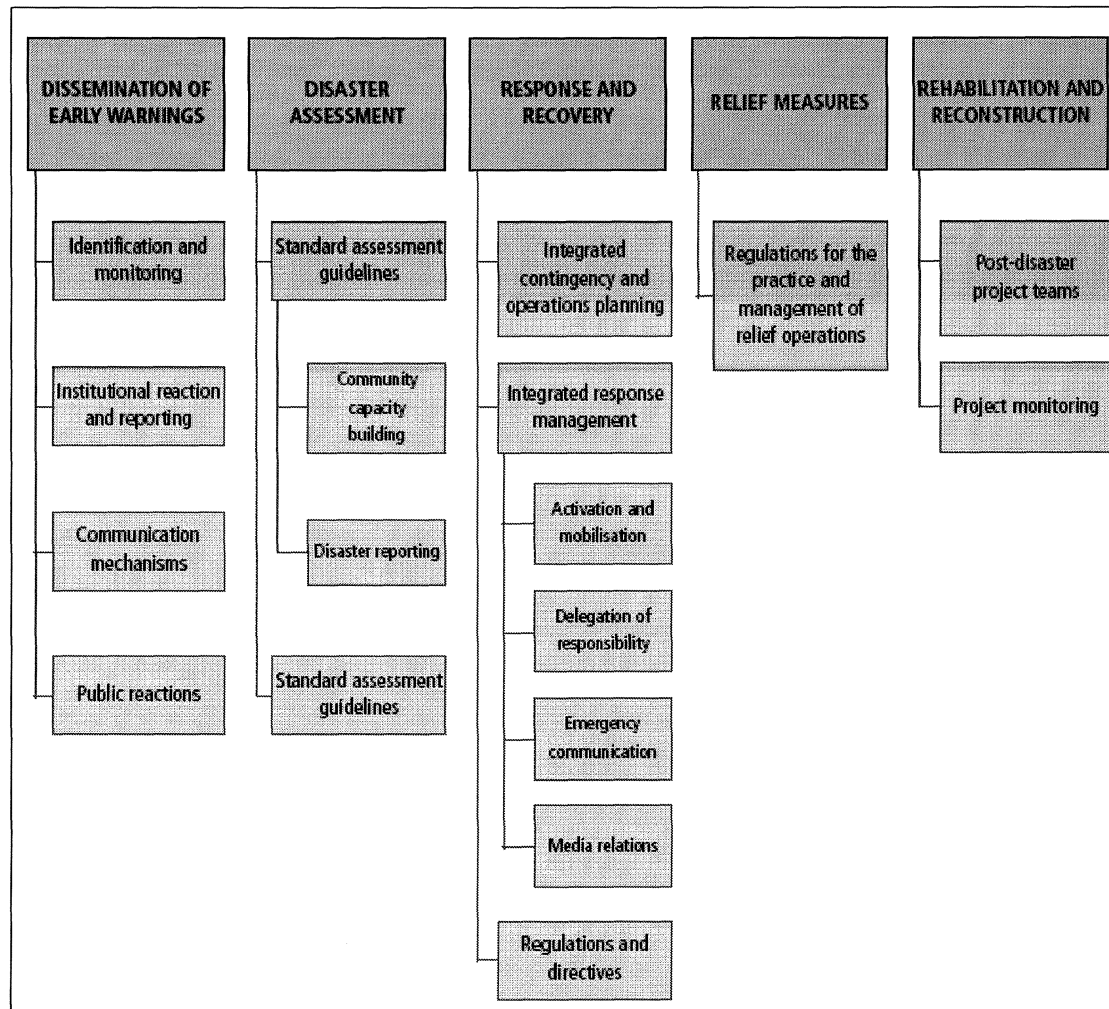 DISSEMINATION OF
EARLY WARNINGS
Identification and
monitoring
Institutional reaction
and reporting
Communication
mechanisms
Public reactions
DISASTER
ASSESSMENT
Standard assessment
guidelines
Community
capacity
building
Disaster reporting
Standard assessment
guidelines
RESPONSE AND
RECOVERY
Integrated
contingency and
operations planning
Integrated response
management
Activation and
mobilisation
Delegation of
responsibility
Emergency
communication
Media relations
Regulations and
directives
RELIEF MEASURES
Regulations for the
practice and
management of
relief operations
REHABILITATION AND
RECONSTRUCTION
Post-disaster
project teams
Project monitoring